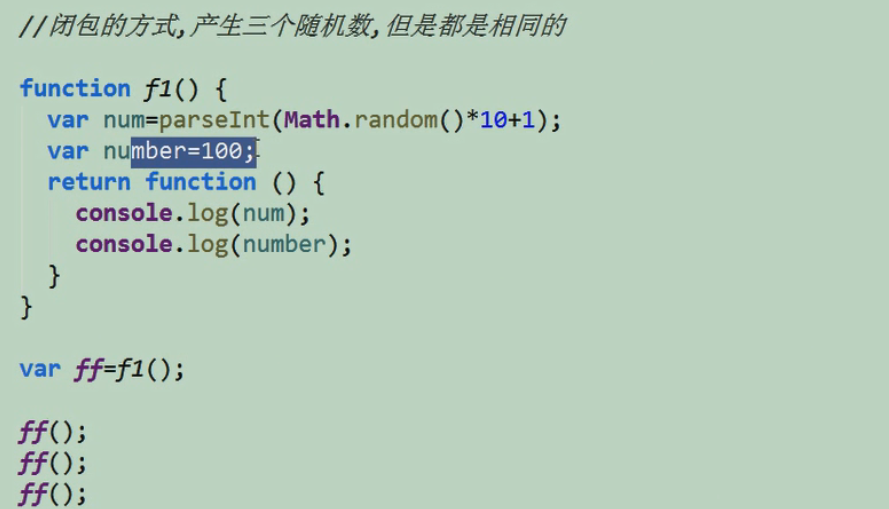 //闭包的方式,产生三个随机数,但是都是相同的
function f1() {
var num=parseInt(Math.random()*10+1);
var number=100;
return function () {
console.log(num);
console.log(number);
}
}
var ff=f1();
ff();
ff();
ff();